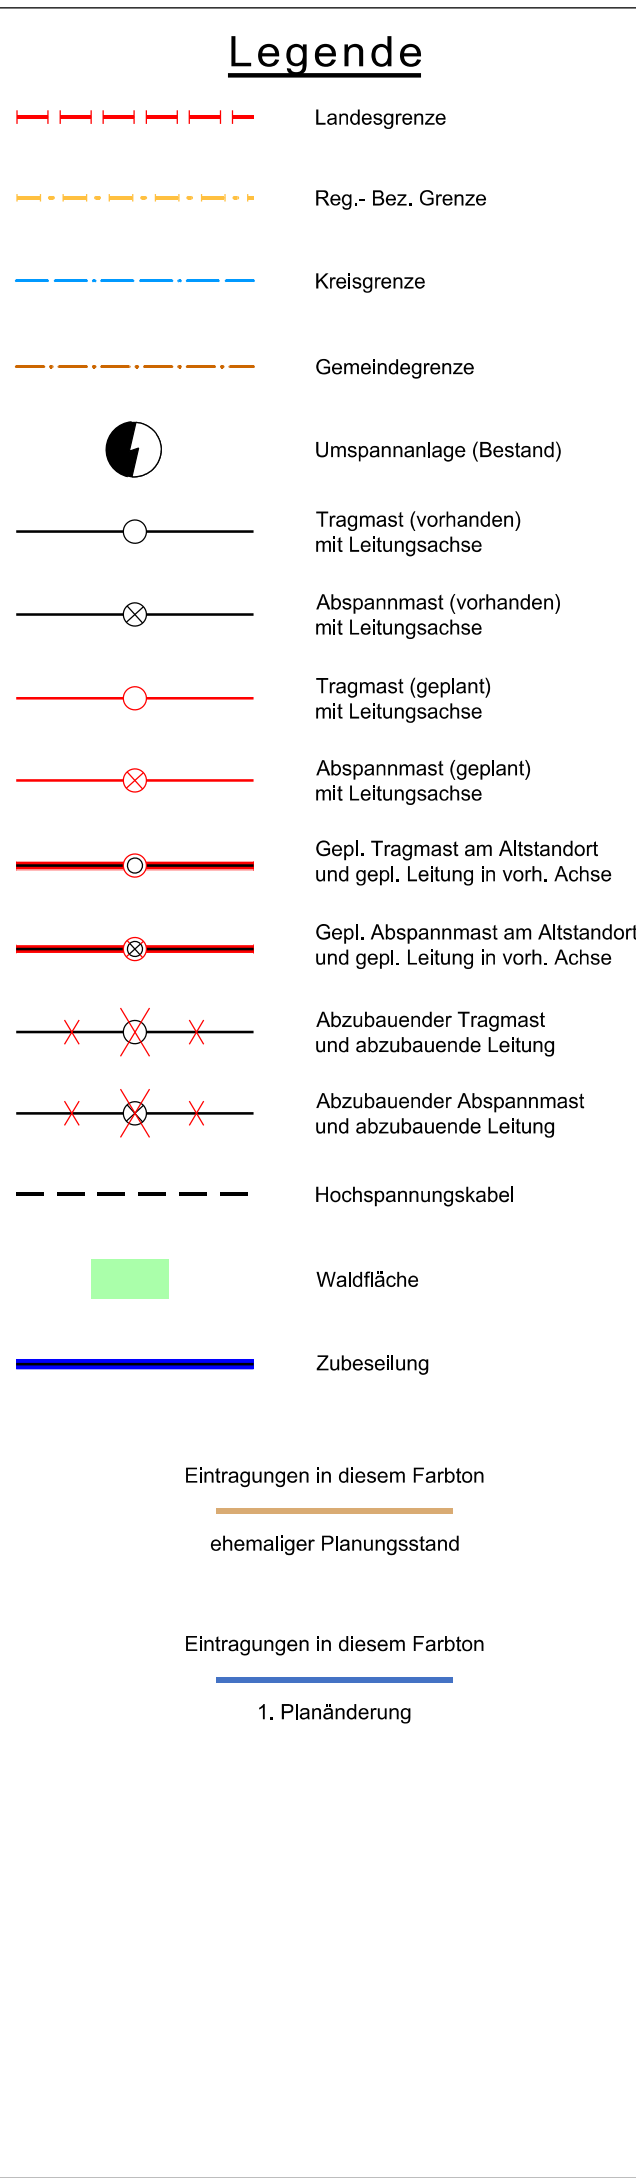 Legende
Landesgrenze
Reg.- Bez. Grenze
Kreisgrenze
Gemeindegrenze
Umspannanlage (Bestand)
Tragmast (vorhanden)
mit Leitungsachse
Abspannmast (vorhanden)
mit Leitungsachse
Tragmast (geplant)
mit Leitungsachse
Abspannmast (geplant)
mit Leitungsachse
Gepl. Tragmast am Altstandort
und gepl. Leitung in vorh. Achse
Gepl. Abspannmast am Altstandort
und gepl. Leitung in vorh. Achse
Abzubauender Tragmast
und abzubauende Leitung
Abzubauender Abspannmast
und abzubauende Leitung
Hochspannungskabel
Waldfläche
Zubeseilung
Eintragungen in diesem Farbton
ehemaliger Planungsstand
Eintragungen in diesem Farbton
1. Planänderung